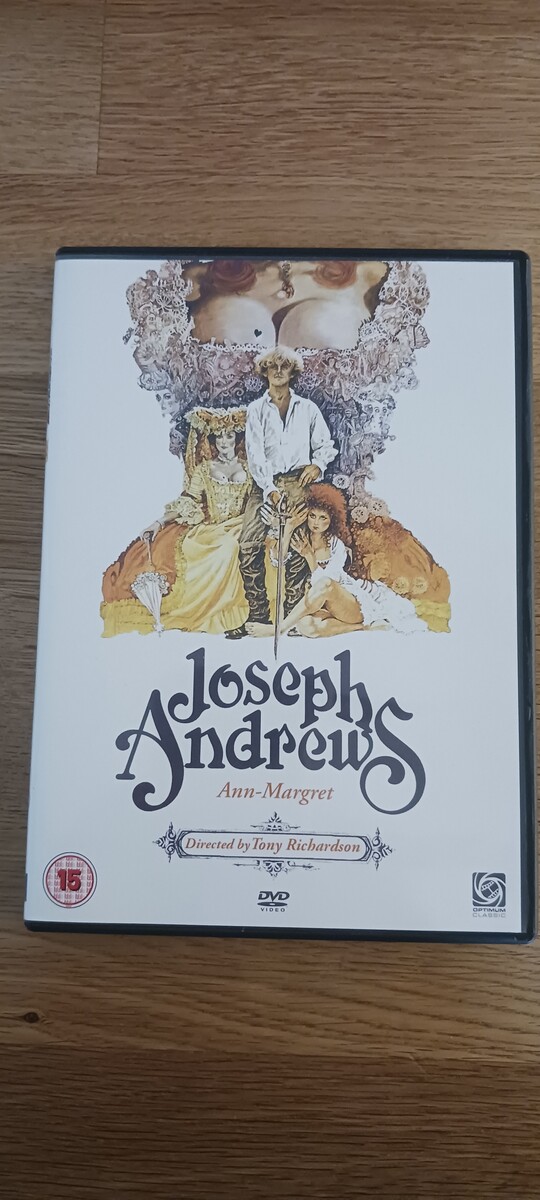 Joseph
Andrews
Ann-Margret
Directed by Tony Richardson
15
DVD
VIDEO
OPTIMUM
CLASSIC